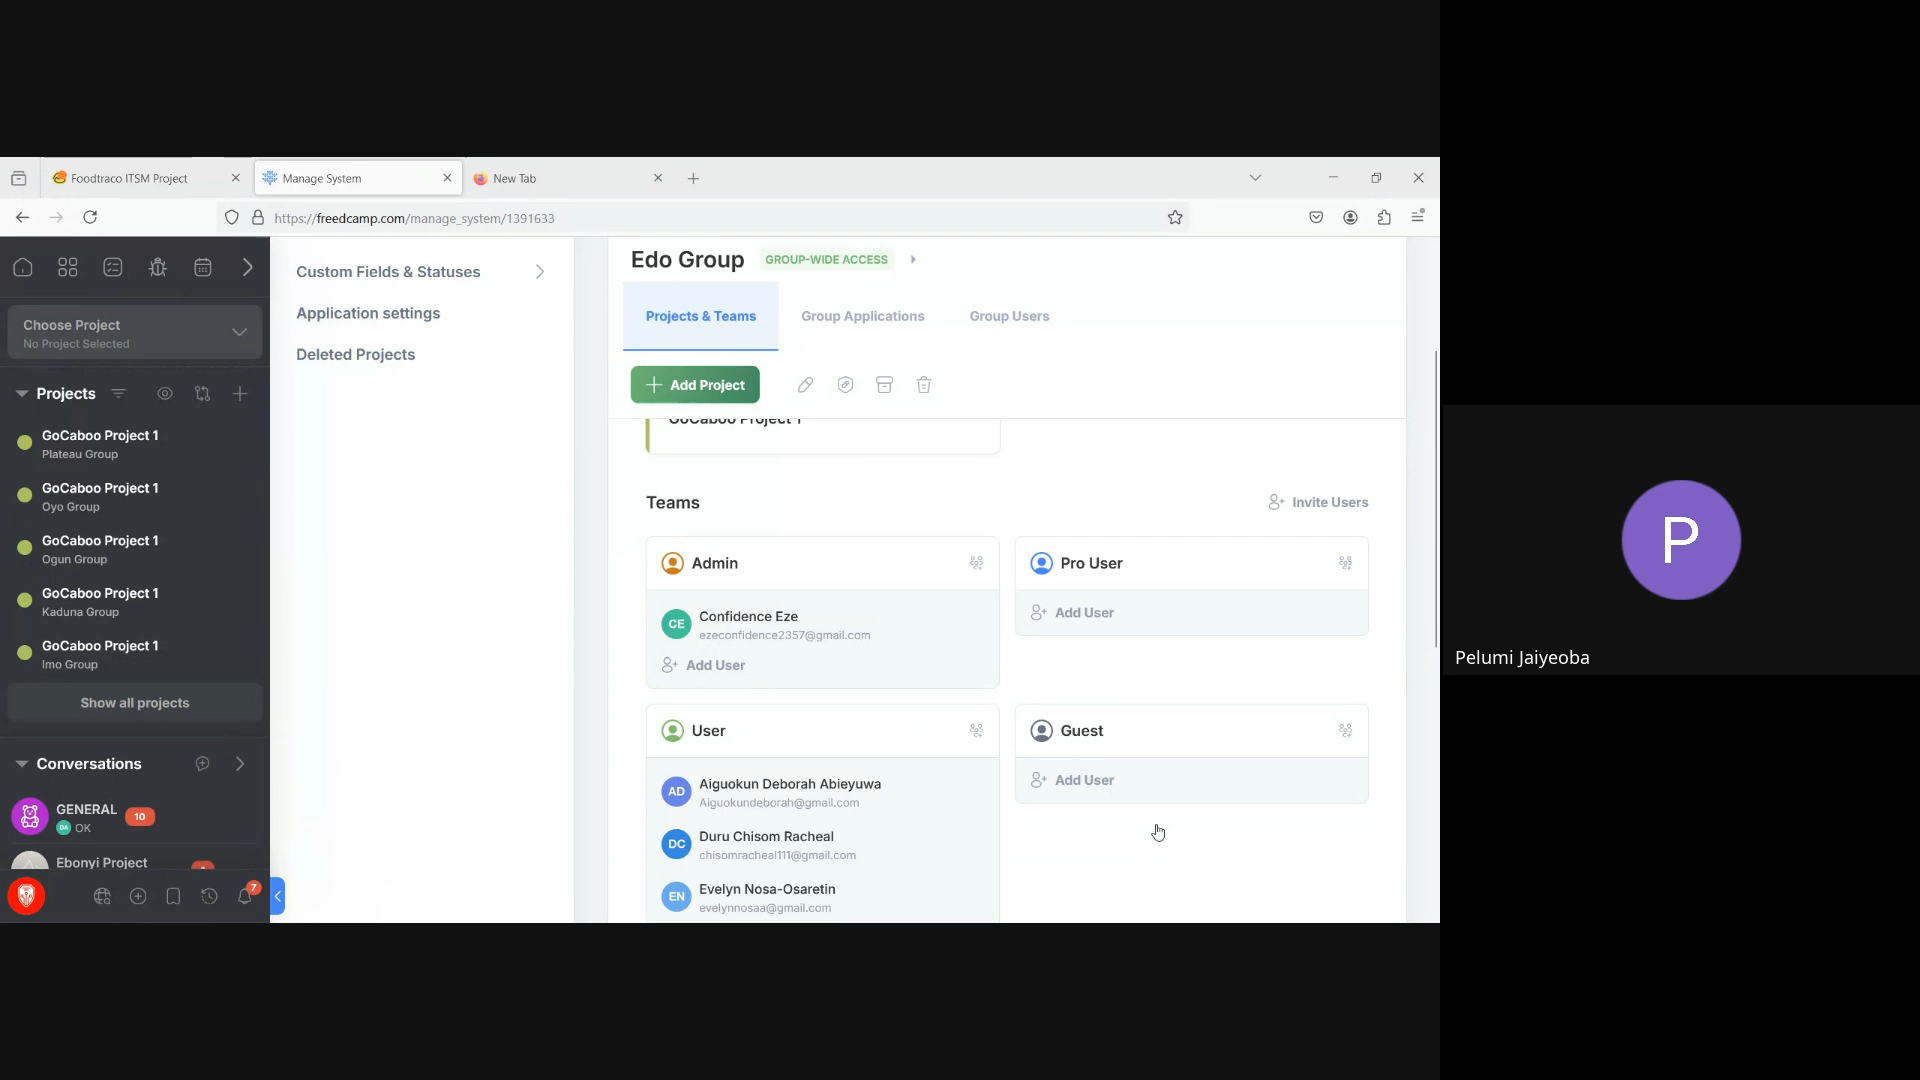 Foodtraco ITSM Project
Manage System
New Tab
https://freedcamp.com/manage_system/1391633
Choose Project
No Project Selected
Projects
GoCaboo Project 1
Plateau Group
GoCaboo Project 1
Oyo Group
GoCaboo Project 1
Ogun Group
GoCaboo Project 1
Kaduna Group
GoCaboo Project 1
Imo Group
Show all projects
Conversations
GENERAL 10
DA OK
Ebonyi Project
7
Custom Fields & Statuses
Application settings
Deleted Projects
Edo Group GROUP-WIDE ACCESS
Projects & Teams Group Applications Group Users
Add Project
GoCaboo Project 1
Teams Invite Users
Admin
CE Confidence Eze
ezeconfidence2357@gmail.com
Add User
Pro User
Add User
User
AD Aiguokun Deborah Abieyuwa
Aiguokundeborah@gmail.com
DC Duru Chisom Racheal
chisomracheal111@gmail.com
EN Evelyn Nosa-Osaretin
evelynnosaa@gmail.com
Guest
Add User
P
Pelumi Jaiyeoba